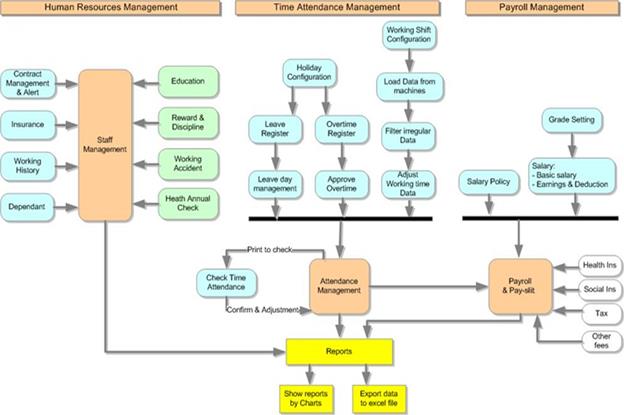 Human Resources Management
Time Attendance Management
Payroll Management
Contract
Management
& Alert
Insurance
Working
History
Dependant
Staff
Management
Education
Reward &
Discipline
Working
Accident
Heath Annual
Check
Holiday
Configuration
Leave
Register
Leave day
management
Overtime
Register
Approve
Overtime
Working Shift
Configuration
Load Data from
machines
Filter irregular
Data
Adjust
Working time
Data
Salary Policy
Grade Setting
Salary:
- Basic salary
- Earnings & Deduction
Print to check
Check Time
Attendance
Confirm & Adjustment
Attendance
Management
Payroll
& Pay-slit
Health Ins
Social Ins
Tax
Other
fees
Reports
Show reports
by Charts
Export data
to excel file